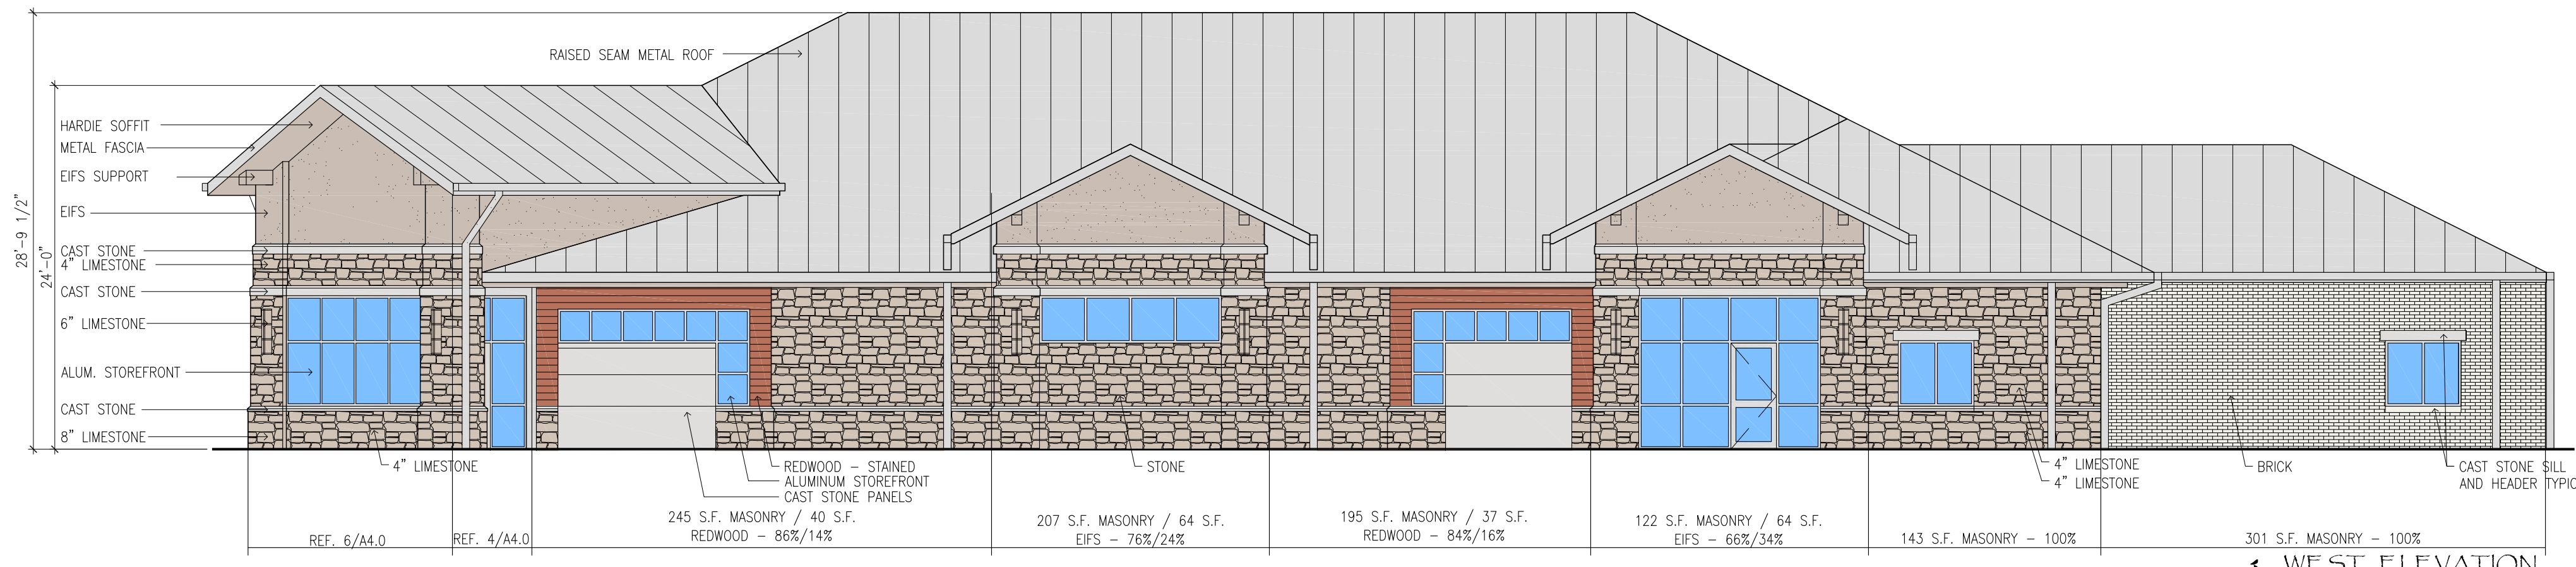 RAISED SEAM METAL ROOF
HARDIE SOFFIT
METAL FASCIA
EIFS SUPPORT
EIFS
CAST STONE
4" LIMESTONE
CAST STONE
6" LIMESTONE
ALUM. STOREFRONT
CAST STONE
8" LIMESTONE
28'-9 1/2"
24'-0"
4" LIMESTONE
REDWOOD - STAINED
ALUMINUM STOREFRONT
CAST STONE PANELS
STONE
4" LIMESTONE
4" LIMESTONE
BRICK
CAST STONE SILL
AND HEADER TYPIC
REF. 6/A4.0
REF. 4/A4.0
245 S.F. MASONRY / 40 S.F.
REDWOOD - 86%/14%
207 S.F. MASONRY / 64 S.F.
EIFS - 76%/24%
195 S.F. MASONRY / 37 S.F.
REDWOOD - 84%/16%
122 S.F. MASONRY / 64 S.F.
EIFS - 66%/34%
143 S.F. MASONRY - 100%
301 S.F. MASONRY - 100%
WEST ELEVATION